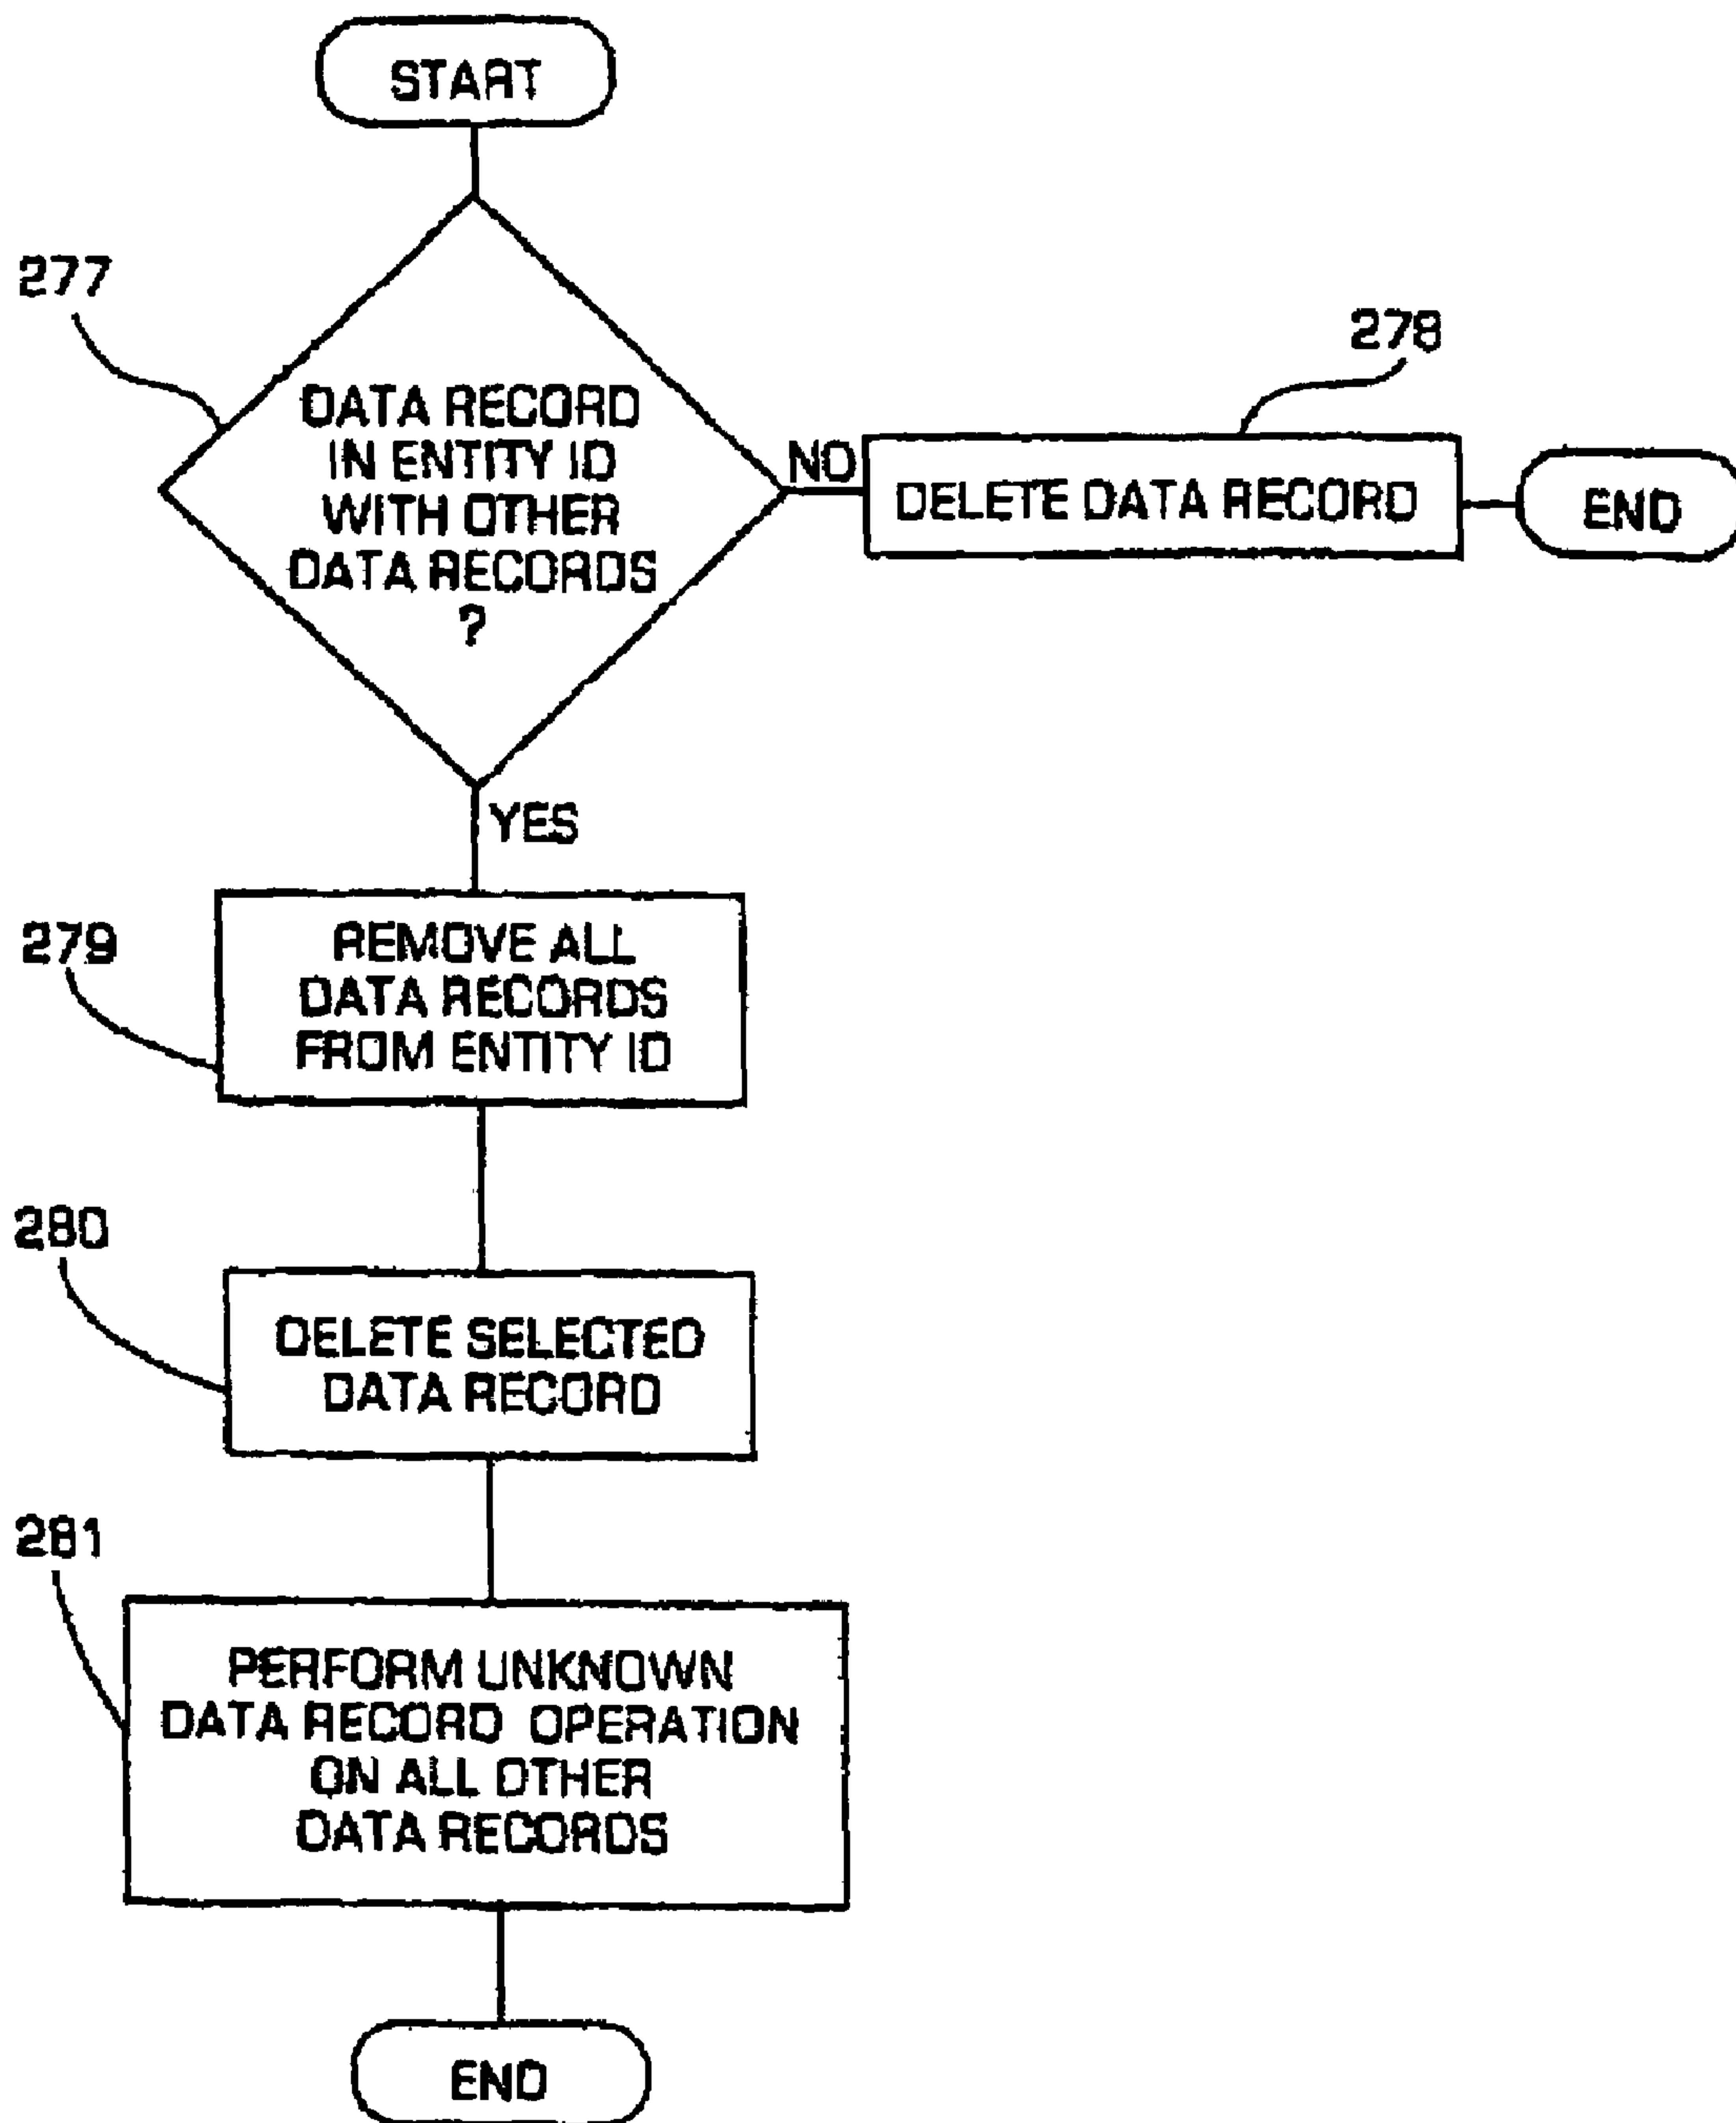 START
277
DATA RECORD
IN ENTITY ID
WITH OTHER
DATA RECORDS
?
NO
278
DELETE DATA RECORD
END
YES
279
REMOVE ALL
DATA RECORDS
FROM ENTITY ID
280
DELETE SELECTED
DATA RECORD
281
PERFORM UNKNOWN
DATA RECORD OPERATION
ON ALL OTHER
DATA RECORDS
END